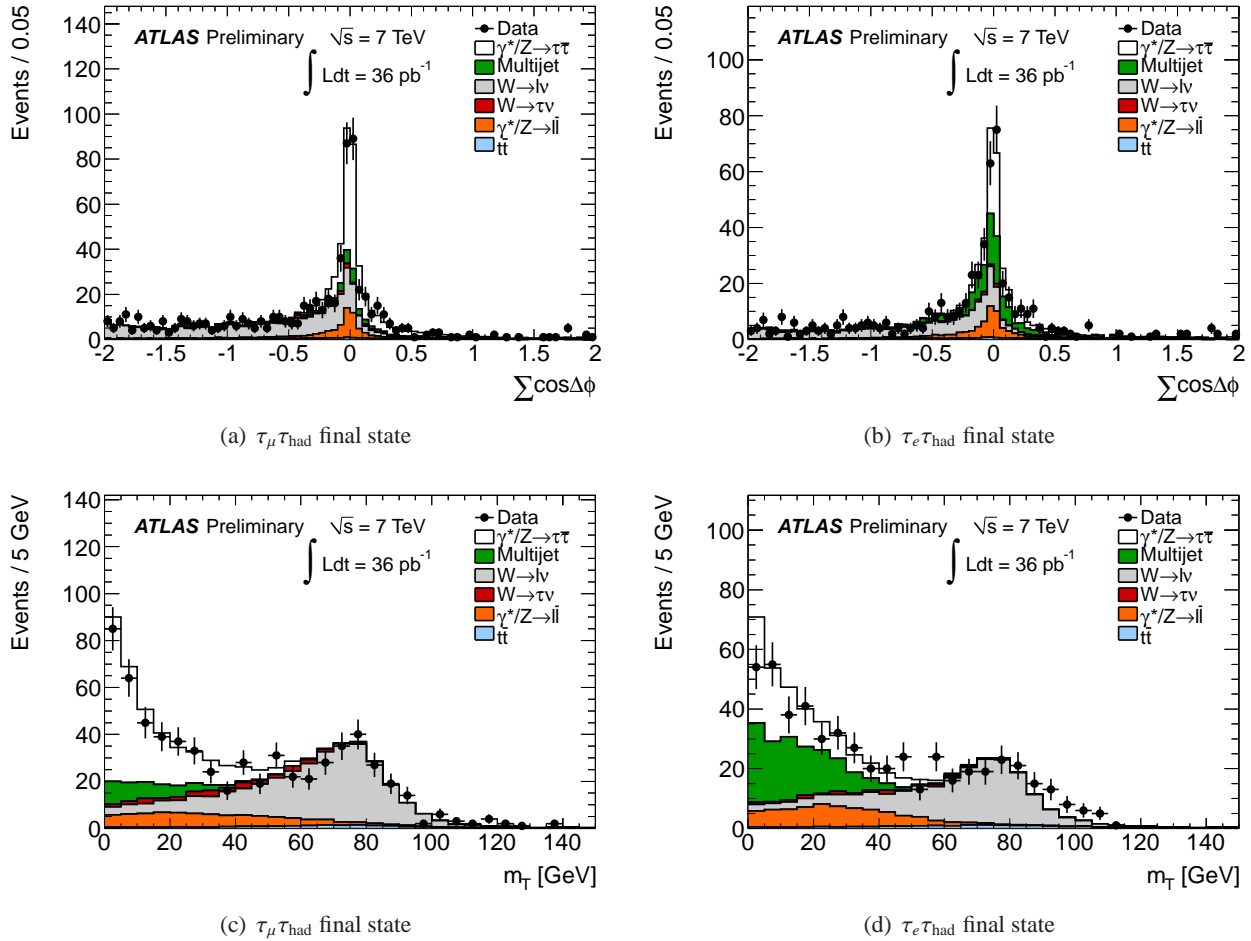 Events / 0.05
ATLAS Preliminary
√s = 7 TeV
∫ Ldt = 36 pb⁻¹
Data
γ*/Z→ττ̄
Multijet
W→lν
W→τν
γ*/Z→ll̄
tt̄
140
120
100
80
60
40
20
0
-2 -1.5 -1 -0.5 0 0.5 1 1.5 2
∑cosΔϕ
(a) τμτhad final state
Events / 0.05
ATLAS Preliminary
√s = 7 TeV
∫ Ldt = 36 pb⁻¹
Data
γ*/Z→ττ̄
Multijet
W→lν
W→τν
γ*/Z→ll̄
tt̄
100
80
60
40
20
0
-2 -1.5 -1 -0.5 0 0.5 1 1.5 2
∑cosΔϕ
(b) τeτhad final state
Events / 5 GeV
ATLAS Preliminary
√s = 7 TeV
∫ Ldt = 36 pb⁻¹
Data
γ*/Z→ττ̄
Multijet
W→lν
W→τν
γ*/Z→ll̄
tt̄
140
120
100
80
60
40
20
0
0 20 40 60 80 100 120 140
mT [GeV]
(c) τμτhad final state
Events / 5 GeV
ATLAS Preliminary
√s = 7 TeV
∫ Ldt = 36 pb⁻¹
Data
γ*/Z→ττ̄
Multijet
W→lν
W→τν
γ*/Z→ll̄
tt̄
100
80
60
40
20
0
0 20 40 60 80 100 120 140
mT [GeV]
(d) τeτhad final state